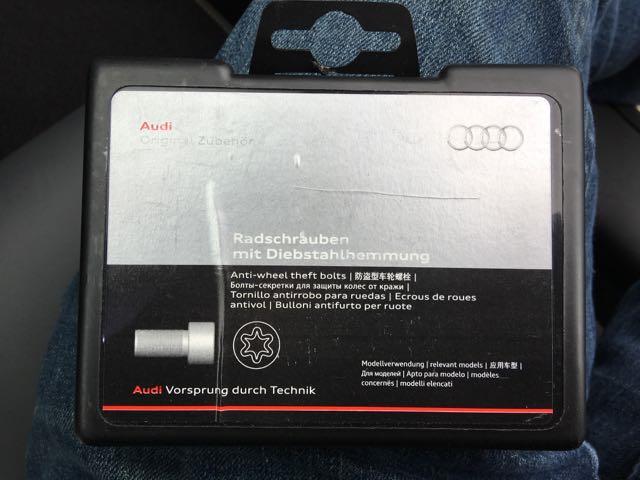 Audi
Original Zubehör
Radschrauben
mit Diebstahlhemmung
Anti-wheel theft bolts | 防盗型车轮螺栓 |
Болты-секретки для защиты колес от кражи |
Tornillo antirrobo para ruedas | Ecrous de roues
antivol | Bulloni antifurto per ruote
Modellverwendung | relevant models | 应用车型 |
Для моделей | Apto para modelo | modèles
concernés | modelli elencati
Audi Vorsprung durch Technik